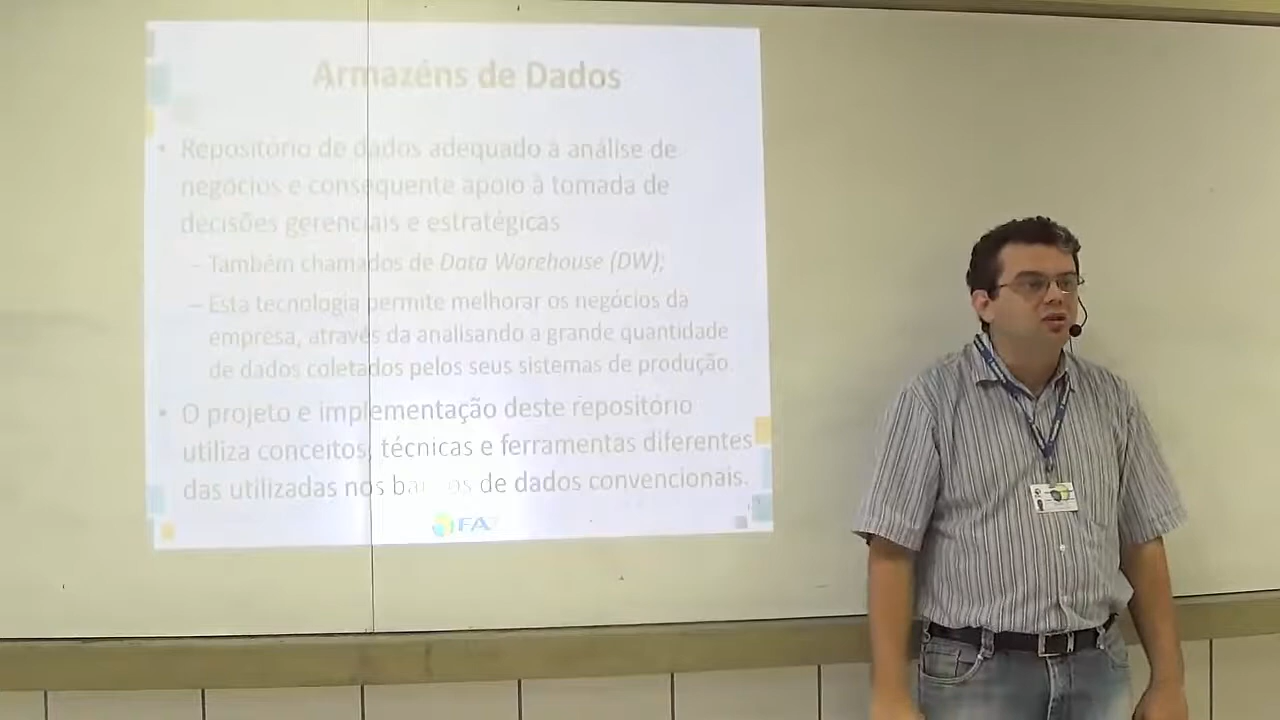 Armazéns de Dados
• Repositório de dados adequado à análise de
negócios e consequente apoio à tomada de
decisões gerenciais e estratégicas
– Também chamados de Data Warehouse (DW);
– Esta tecnologia permite melhorar os negócios da
empresa, através da analisando a grande quantidade
de dados coletados pelos seus sistemas de produção.
• O projeto e implementação deste repositório
utiliza conceitos, técnicas e ferramentas diferentes
das utilizadas nos bancos de dados convencionais.
FA7